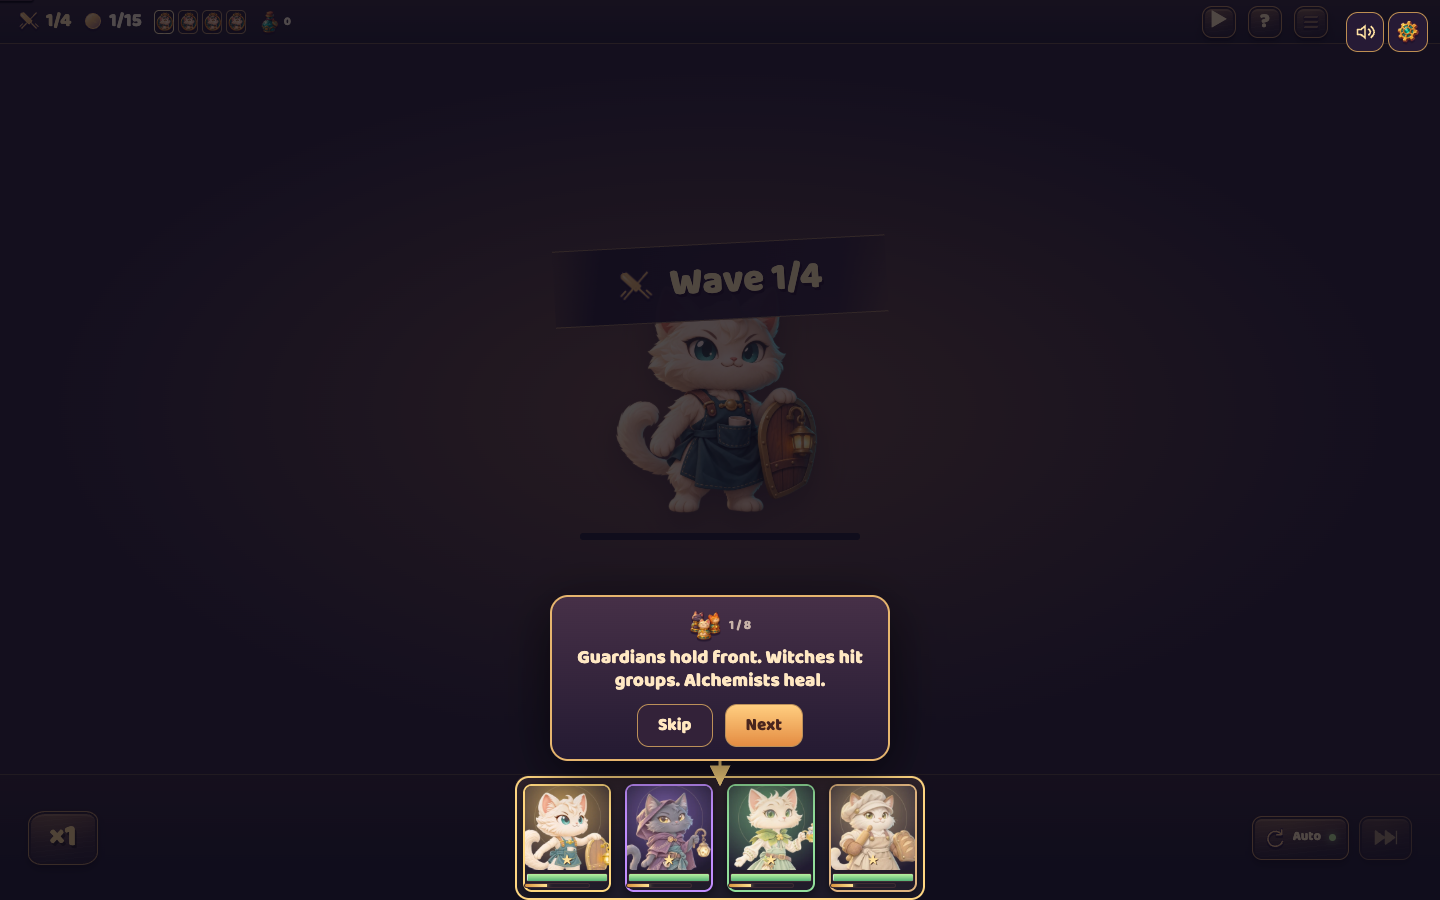 1/4
1/15
0
?
Wave 1/4
1 / 8
Guardians hold front. Witches hit
groups. Alchemists heal.
Skip
Next
×1
Auto